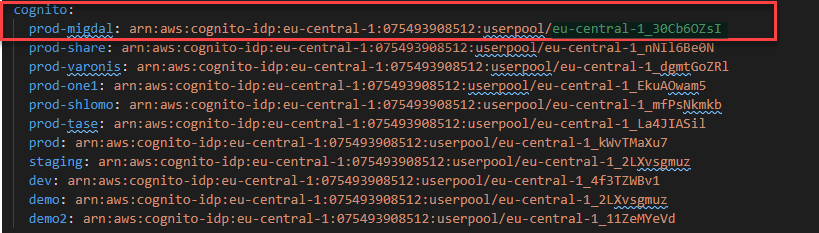 cognito:
prod-migdal: arn:aws:cognito-idp:eu-central-1:075493908512:userpool/eu-central-1_30Cb6OZsI
prod-share: arn:aws:cognito-idp:eu-central-1:075493908512:userpool/eu-central-1_nNIl6Be0N
prod-varonis: arn:aws:cognito-idp:eu-central-1:075493908512:userpool/eu-central-1_dgmtGoZRl
prod-one1: arn:aws:cognito-idp:eu-central-1:075493908512:userpool/eu-central-1_EkuAOwam5
prod-shlomo: arn:aws:cognito-idp:eu-central-1:075493908512:userpool/eu-central-1_mfPsNkmkb
prod-tase: arn:aws:cognito-idp:eu-central-1:075493908512:userpool/eu-central-1_La4JIASil
prod: arn:aws:cognito-idp:eu-central-1:075493908512:userpool/eu-central-1_kWvTMaXu7
staging: arn:aws:cognito-idp:eu-central-1:075493908512:userpool/eu-central-1_2LXvsgmuz
dev: arn:aws:cognito-idp:eu-central-1:075493908512:userpool/eu-central-1_4f3TZWBv1
demo: arn:aws:cognito-idp:eu-central-1:075493908512:userpool/eu-central-1_2LXvsgmuz
demo2: arn:aws:cognito-idp:eu-central-1:075493908512:userpool/eu-central-1_11ZeMYeVd